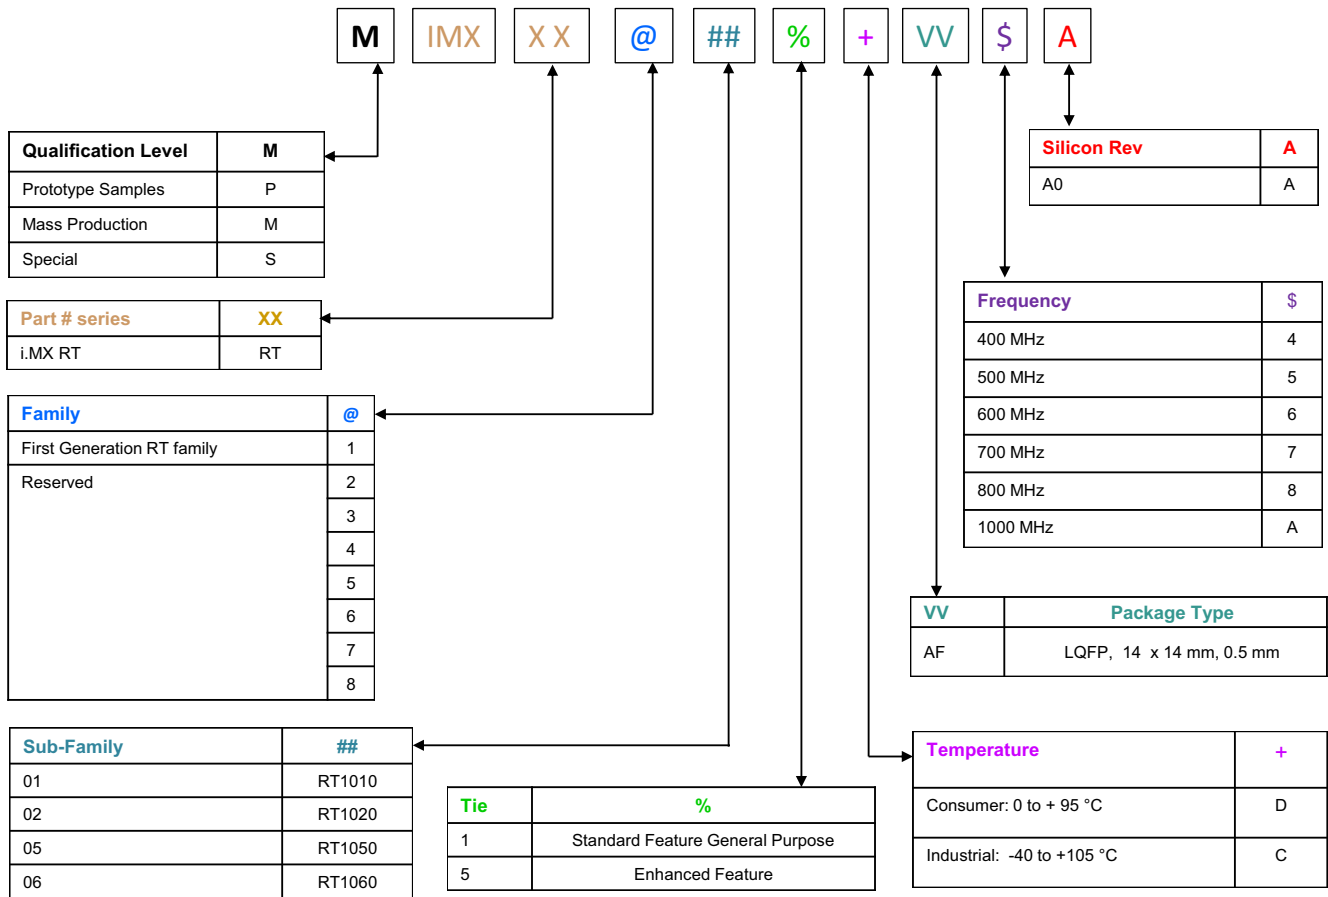 M IMX X X @ ## % + VV $ A
Qualification Level M
Prototype Samples P
Mass Production M
Special S
Part # series XX
i.MX RT RT
Family @
First Generation RT family 1
Reserved 2
3
4
5
6
7
8
Sub-Family ##
01 RT1010
02 RT1020
05 RT1050
06 RT1060
Tie %
1 Standard Feature General Purpose
5 Enhanced Feature
Silicon Rev A
A0 A
Frequency $
400 MHz 4
500 MHz 5
600 MHz 6
700 MHz 7
800 MHz 8
1000 MHz A
VV Package Type
AF LQFP, 14 x 14 mm, 0.5 mm
Temperature +
Consumer: 0 to + 95 °C D
Industrial: -40 to +105 °C C